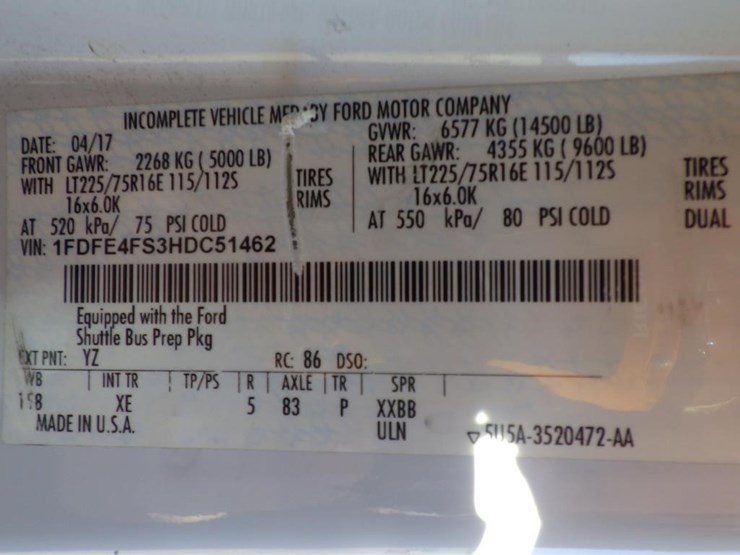 INCOMPLETE VEHICLE BY FORD MOTOR COMPANY
DATE: 04/17 GVWR: 6577 KG (14500 LB)
FRONT GAWR: 2268 KG ( 5000 LB) REAR GAWR: 4355 KG ( 9600 LB)
WITH LT225/75R16E 115/112S TIRES WITH LT225/75R16E 115/112S TIRES
16x6.0K RIMS 16x6.0K RIMS
AT 520 kPa/ 75 PSI COLD AT 550 kPa/ 80 PSI COLD DUAL
VIN: 1FDFE4FS3HDC51462
Equipped with the Ford
Shuttle Bus Prep Pkg
EXT PNT: YZ RC: 86 DSO:
WB INT TR TP/PS R AXLE TR SPR
158 XE 5 83 P XXBB
MADE IN U.S.A. ULN
5U5A-3520472-AA